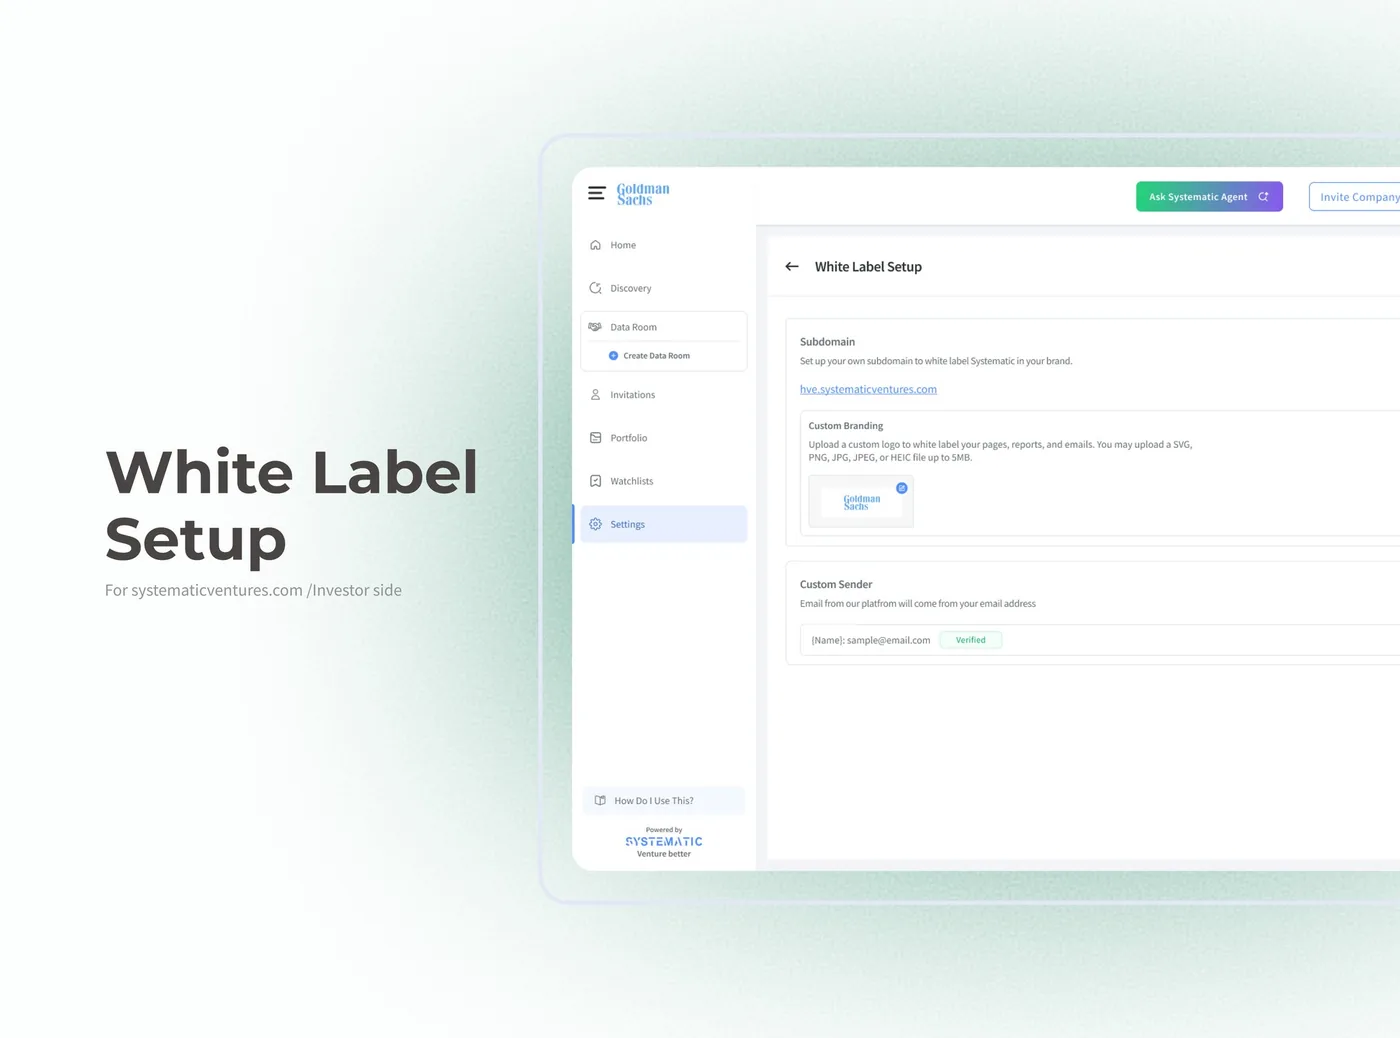 White Label
Setup
For systematicventures.com /Investor side
Goldman
Sachs
Home
Discovery
Data Room
Create Data Room
Invitations
Portfolio
Watchlists
Settings
How Do I Use This?
Powered by
SYSTEMATIC
Venture better
Ask Systematic Agent
Invite Company
White Label Setup
Subdomain
Set up your own subdomain to white label Systematic in your brand.
hve.systematicventures.com
Custom Branding
Upload a custom logo to white label your pages, reports, and emails. You may upload a SVG,
PNG, JPG, JPEG, or HEIC file up to 5MB.
Goldman
Sachs
Custom Sender
Email from our platfrom will come from your email address
[Name]: sample@email.com
Verified